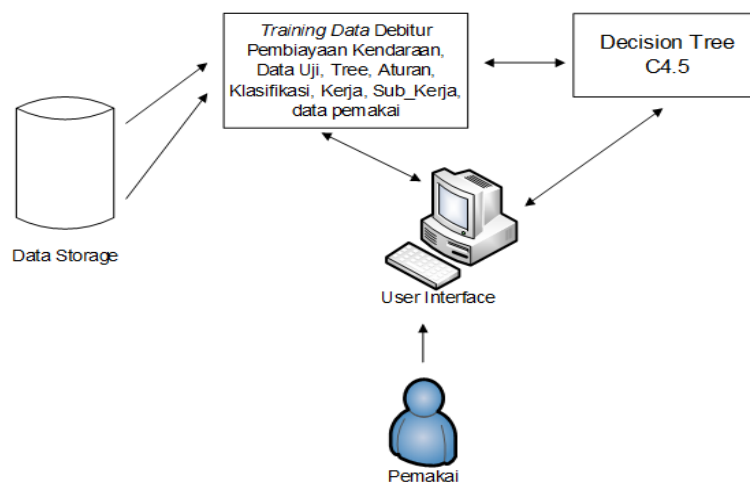 Training Data Debitur
Pembiayaan Kendaraan,
Data Uji, Tree, Aturan,
Klasifikasi, Kerja, Sub_Kerja,
data pemakai
Decision Tree
C4.5
Data Storage
User Interface
Pemakai